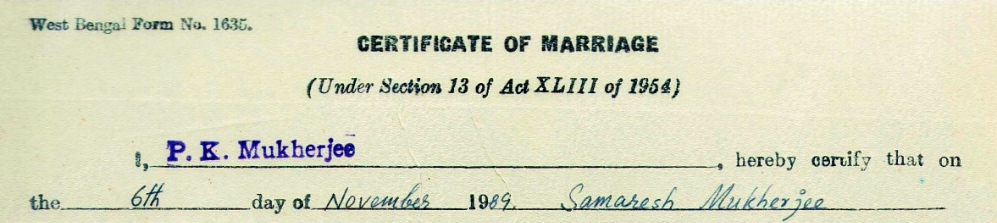 West Bengal Form No. 1635.
CERTIFICATE OF MARRIAGE
(Under Section 13 of Act XLIII of 1954)
I, P. K. Mukherjee, hereby certify that on
the 6th day of November 1989. Samaresh Mukherjee